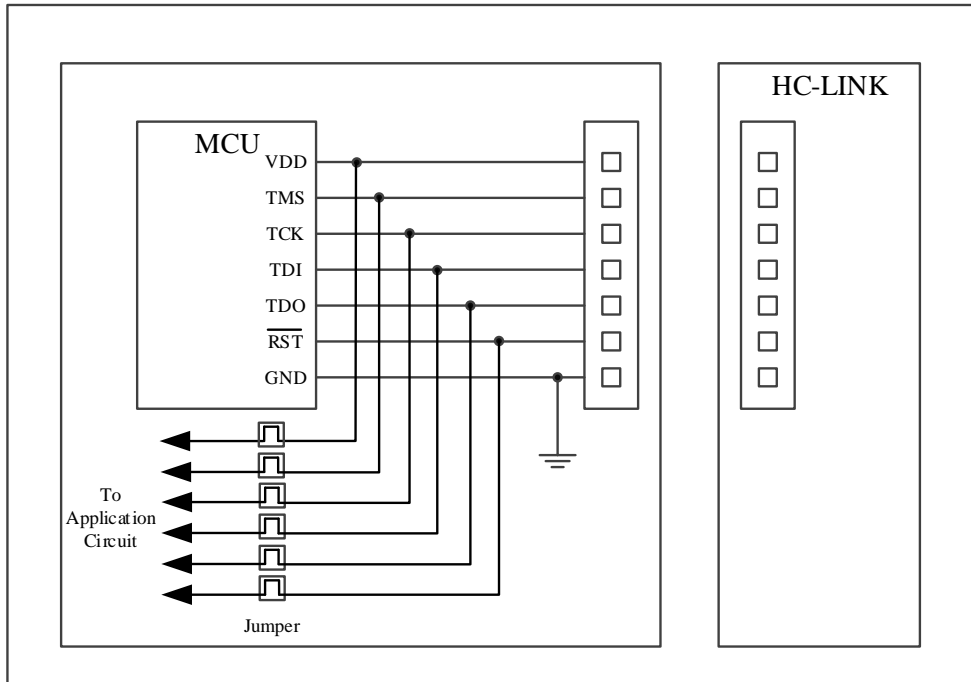 HC-LINK
MCU
VDD
TMS
TCK
TDI
TDO
RST
GND
To
Application
Circuit
Jumper